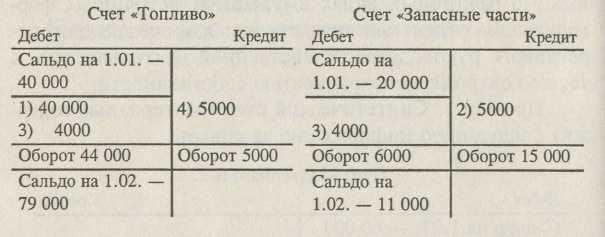 Счет «Топливо»
Дебет Кредит
Сальдо на 1.01. —
40 000
1) 40 000 4) 5000
3) 4000
Оборот 44 000 Оборот 5000
Сальдо на 1.02. —
79 000
Счет «Запасные части»
Дебет Кредит
Сальдо на
1.01. — 20 000
2) 5000
3) 4000
Оборот 6000 Оборот 15 000
Сальдо на
1.02. — 11 000